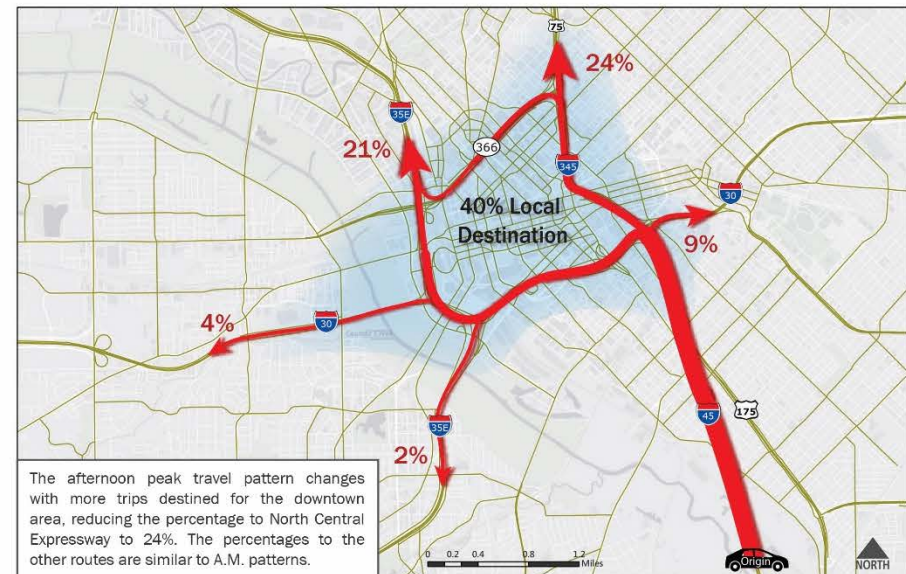 75
24%
35E
21%
366
345
30
40% Local
Destination
9%
4%
30
35E
2%
45
175
The afternoon peak travel pattern changes
with more trips destined for the downtown
area, reducing the percentage to North Central
Expressway to 24%. The percentages to the
other routes are similar to A.M. patterns.
0 0.2 0.4 0.6 0.8 1.2
Miles
Origin
NORTH